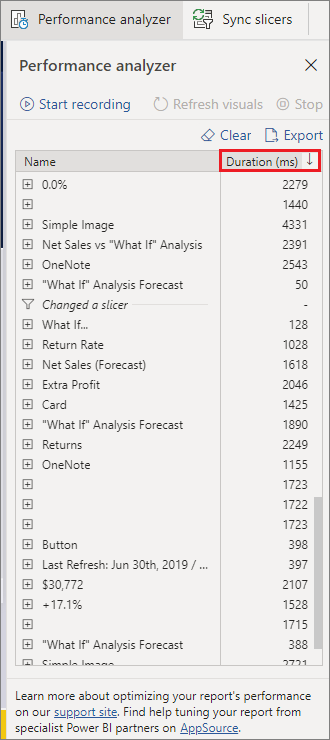 Performance analyzer Sync slicers
Performance analyzer
Start recording Refresh visuals Stop
Clear Export
Name Duration (ms)
0.0% 2279
1440
Simple Image 4331
Net Sales vs "What If" Analysis 2391
OneNote 2543
"What If" Analysis Forecast 50
Changed a slicer -
What If... 128
Return Rate 1028
Net Sales (Forecast) 1618
Extra Profit 2046
Card 1425
"What If" Analysis Forecast 1890
Returns 2249
OneNote 1155
1723
1722
1723
Button 398
Last Refresh: Jun 30th, 2019 / ... 397
$30,772 2107
+17.1% 1528
1715
"What If" Analysis Forecast 388
Simple Image 2721
Learn more about optimizing your report's performance
on our support site. Find help tuning your report from
specialist Power BI partners on AppSource.